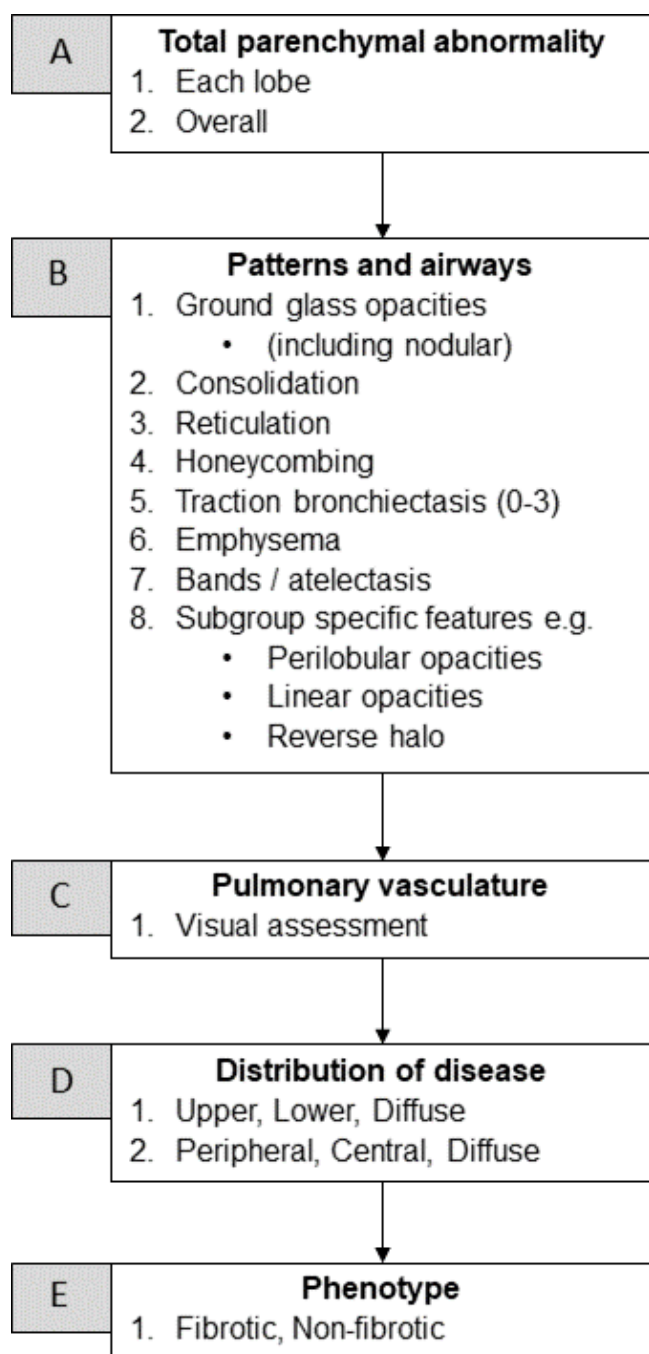 A
Total parenchymal abnormality
1. Each lobe
2. Overall
B
Patterns and airways
1. Ground glass opacities
• (including nodular)
2. Consolidation
3. Reticulation
4. Honeycombing
5. Traction bronchiectasis (0-3)
6. Emphysema
7. Bands / atelectasis
8. Subgroup specific features e.g.
• Perilobular opacities
• Linear opacities
• Reverse halo
C
Pulmonary vasculature
1. Visual assessment
D
Distribution of disease
1. Upper, Lower, Diffuse
2. Peripheral, Central, Diffuse
E
Phenotype
1. Fibrotic, Non-fibrotic